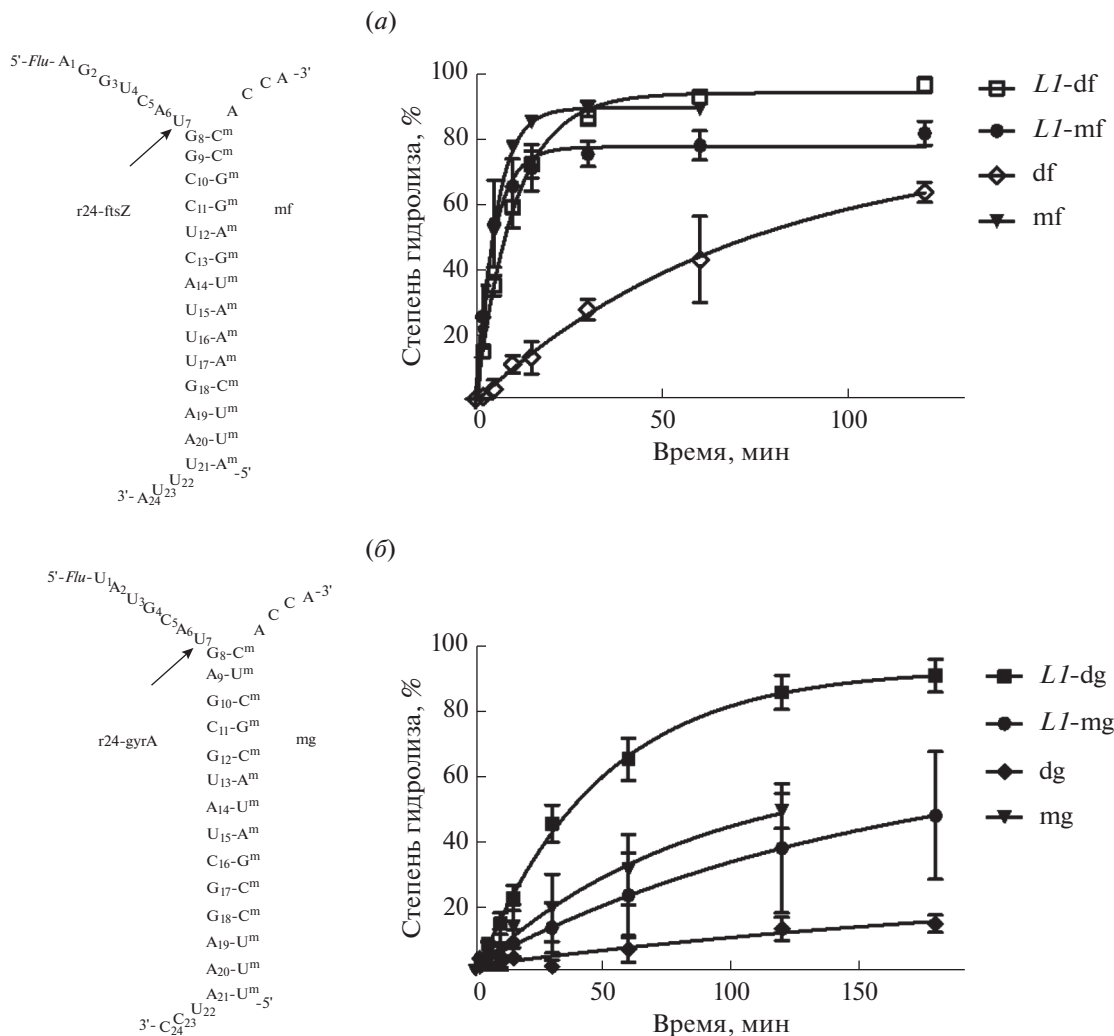 (а)
5'-Flu-A1G2G3U4C5A6U7
A C C A-3'
G8-Cm
G9-Cm
C10-Gm
C11-Gm
U12-Am
C13-Gm
A14-Um
U15-Am
U16-Am
U17-Am
G18-Cm
A19-Um
A20-Um
U21-Am-5'
3'-A24U23U22
r24-ftsZ
mf
Степень гидролиза, %
100
80
60
40
20
0 50 100
Время, мин
L1-df
L1-mf
df
mf
(б)
5'-Flu-U1A2U3G4C5A6U7
A C C A-3'
G8-Cm
A9-Um
G10-Cm
C11-Gm
G12-Cm
U13-Am
A14-Um
U15-Am
C16-Gm
G17-Cm
G18-Cm
A19-Um
A20-Um
A21-Um-5'
3'-C24C23U22
r24-gyrA
mg
Степень гидролиза, %
100
80
60
40
20
0 50 100 150
Время, мин
L1-dg
L1-mg
dg
mg